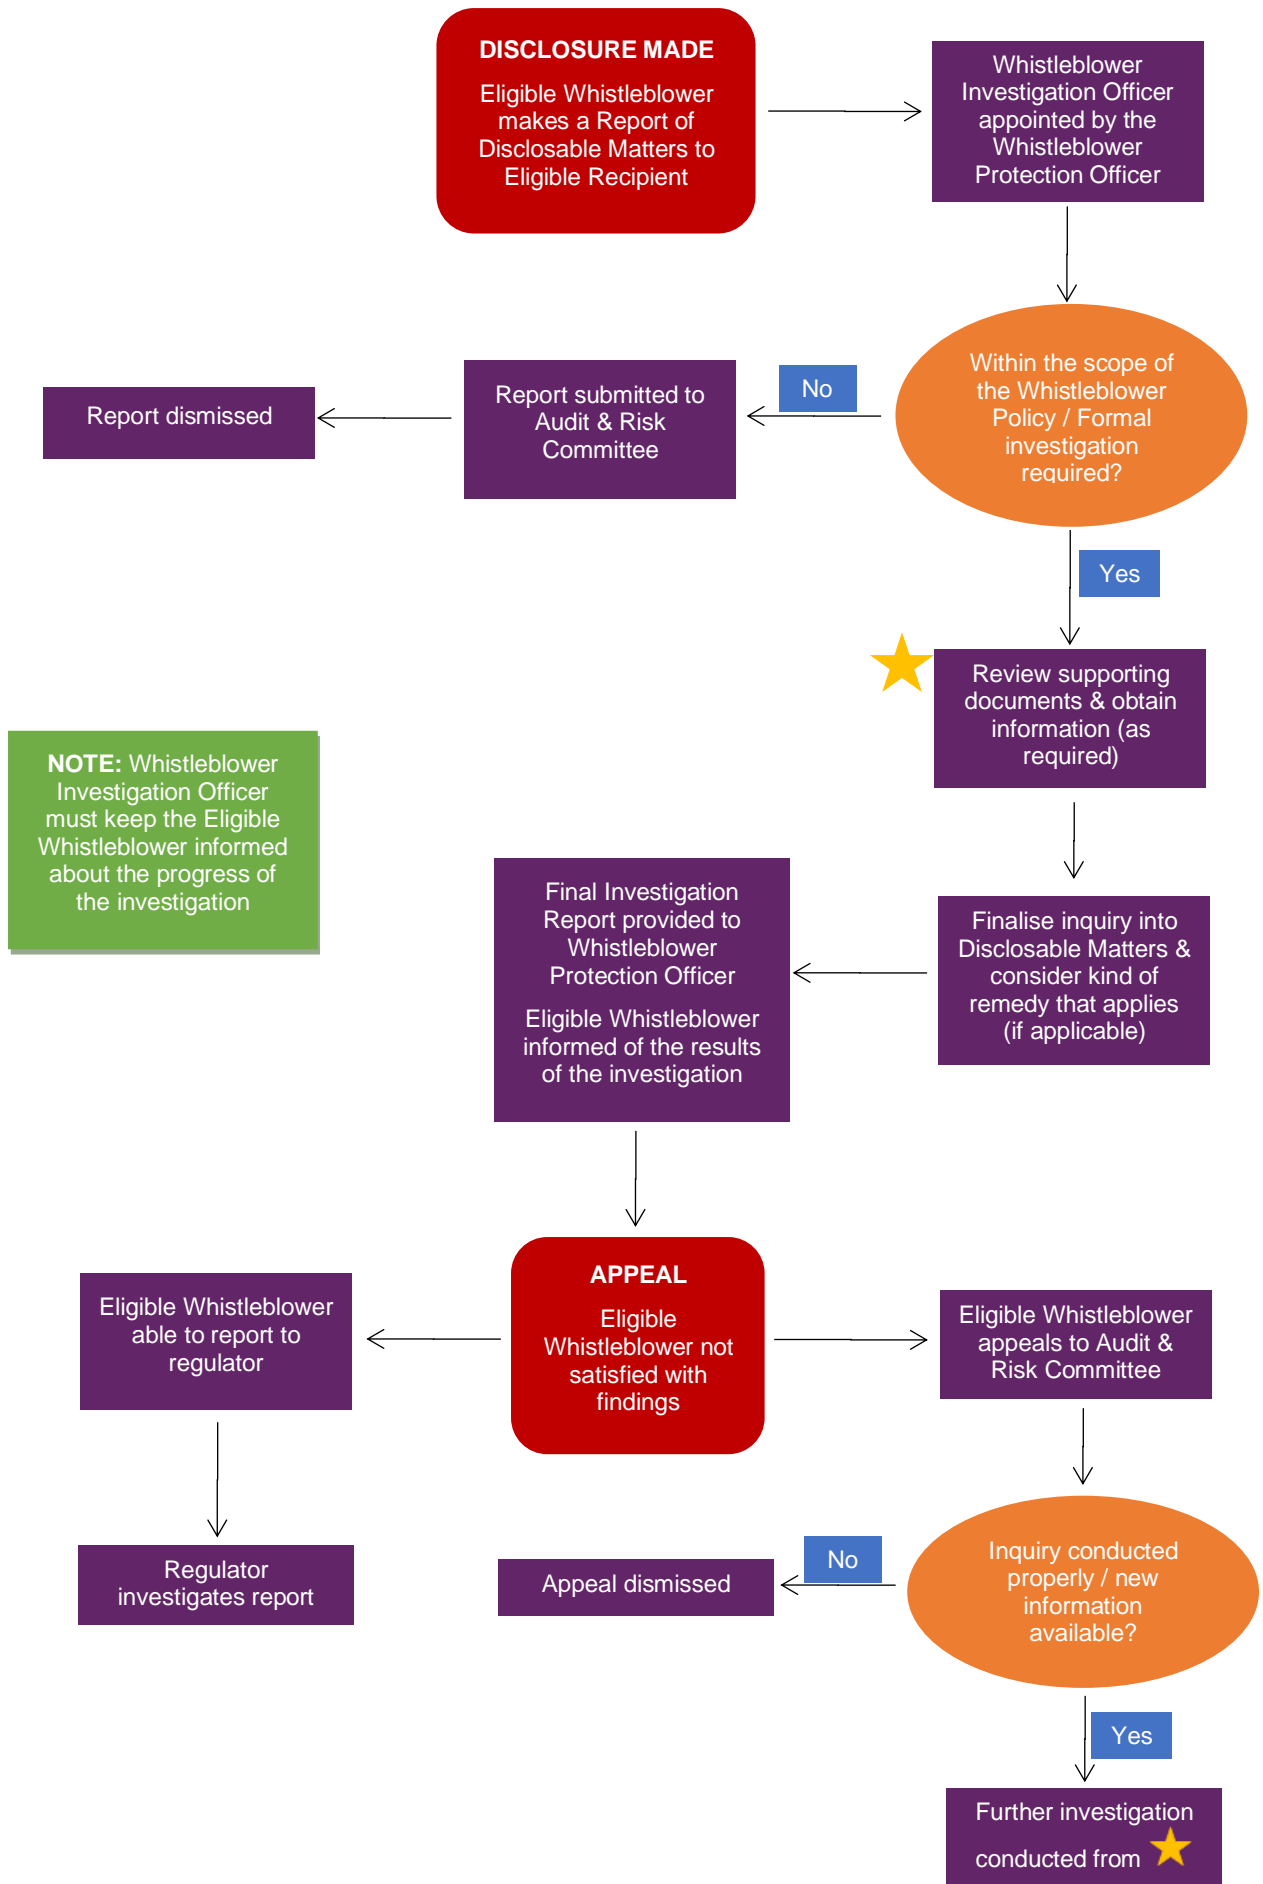 DISCLOSURE MADE
Eligible Whistleblower
makes a Report of
Disclosable Matters to
Eligible Recipient
Whistleblower
Investigation Officer
appointed by the
Whistleblower
Protection Officer
Within the scope of
the Whistleblower
Policy / Formal
investigation
required?
No
Report submitted to
Audit & Risk
Committee
Report dismissed
Yes
Review supporting
documents & obtain
information (as
required)
NOTE: Whistleblower
Investigation Officer
must keep the Eligible
Whistleblower informed
about the progress of
the investigation
Finalise inquiry into
Disclosable Matters &
consider kind of
remedy that applies
(if applicable)
Final Investigation
Report provided to
Whistleblower
Protection Officer
Eligible Whistleblower
informed of the results
of the investigation
APPEAL
Eligible
Whistleblower not
satisfied with
findings
Eligible Whistleblower
able to report to
regulator
Regulator
investigates report
Eligible Whistleblower
appeals to Audit &
Risk Committee
Inquiry conducted
properly / new
information
available?
No
Appeal dismissed
Yes
Further investigation
conducted from